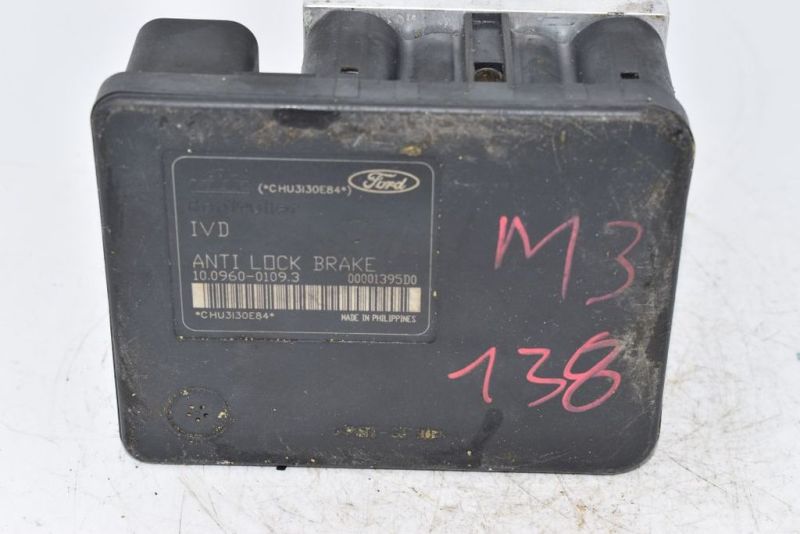 (*CHU3I30E84*) Ford
IVD
ANTI LOCK BRAKE
10.0960-0109.3 00001395D0
*CHU3I30E84* MADE IN PHILIPPINES
M3
138